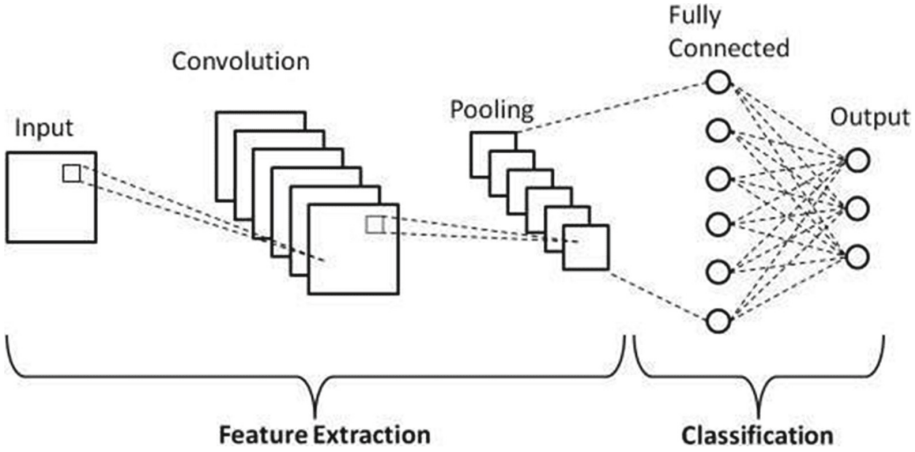 Input
Convolution
Pooling
Fully
Connected
Output
Feature Extraction
Classification